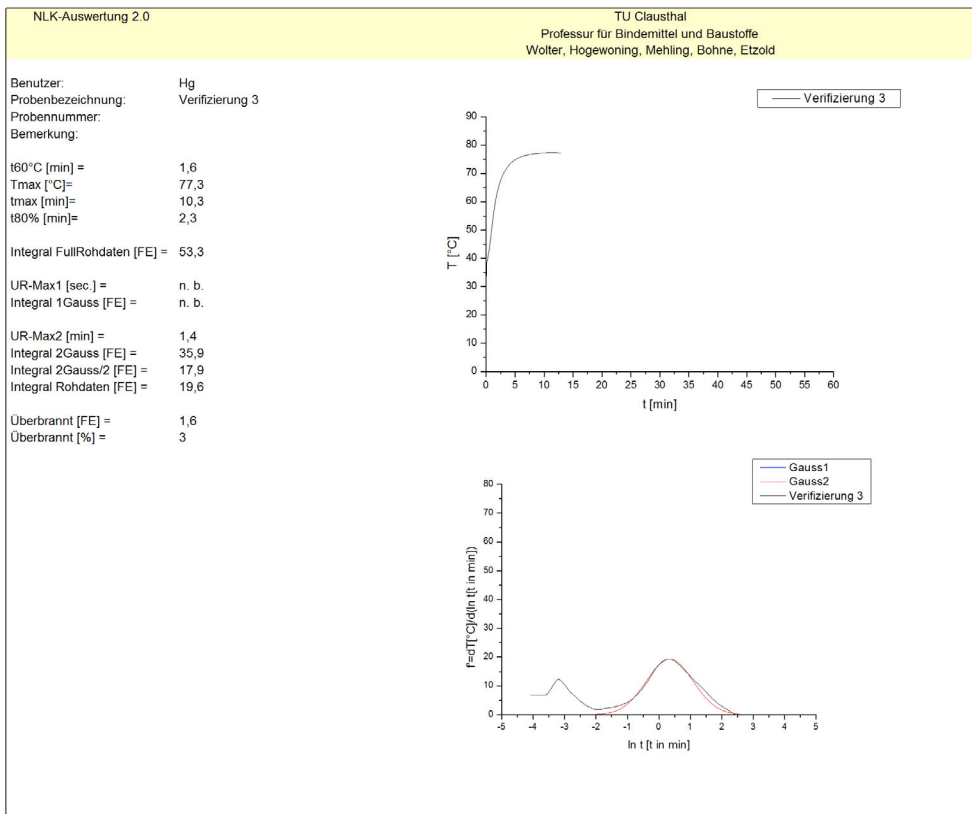 NLK-Auswertung 2.0
TU Clausthal
Professur für Bindemittel und Baustoffe
Wolter, Hogewoning, Mehling, Bohne, Etzold
Benutzer: Hg
Probenbezeichnung: Verifizierung 3
Probennummer:
Bemerkung:
t60°C [min] = 1,6
Tmax [°C]= 77,3
tmax [min]= 10,3
t80% [min]= 2,3
Integral FullRohdaten [FE] = 53,3
UR-Max1 [sec.] = n. b.
Integral 1Gauss [FE] = n. b.
UR-Max2 [min] = 1,4
Integral 2Gauss [FE] = 35,9
Integral 2Gauss/2 [FE] = 17,9
Integral Rohdaten [FE] = 19,6
Überbrannt [FE] = 1,6
Überbrannt [%] = 3
Verifizierung 3
90
80
70
60
50
40
30
20
10
0
T [°C]
0 5 10 15 20 25 30 35 40 45 50 55 60
t [min]
Gauss1
Gauss2
Verifizierung 3
80
70
60
50
40
30
20
10
0
f'=dT[°C]/d(ln t[t in min])
-5 -4 -3 -2 -1 0 1 2 3 4 5
ln t [t in min]